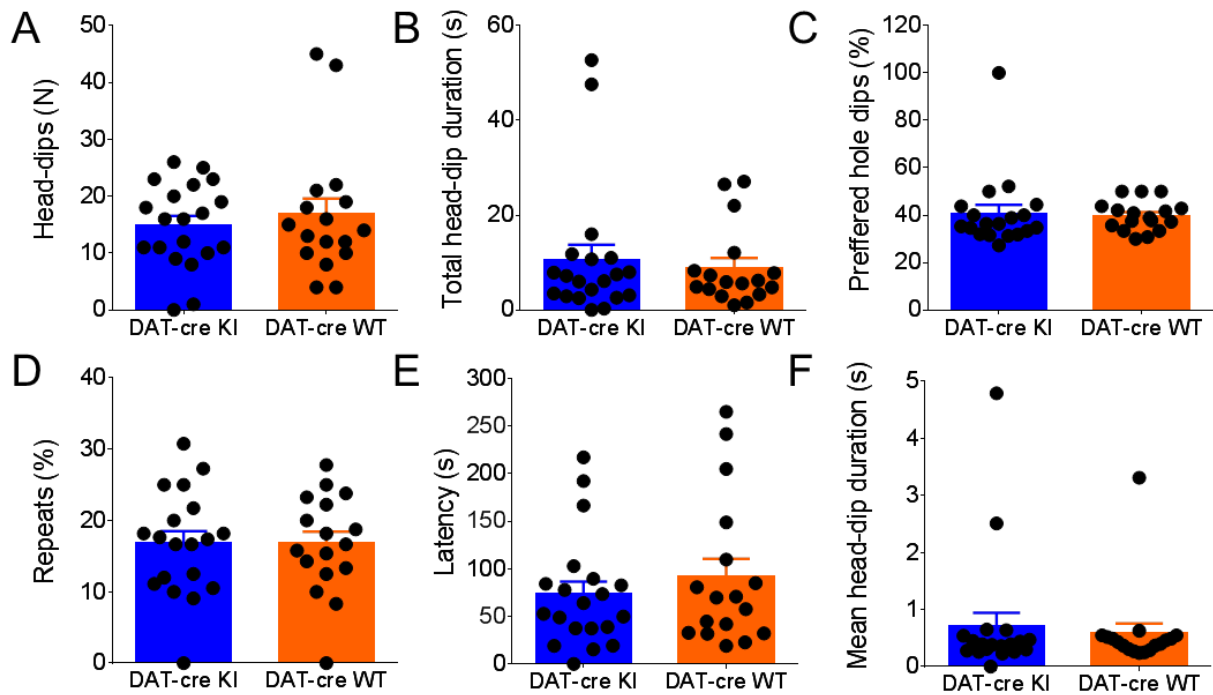 A
Head-dips (N)
50
40
30
20
10
0
DAT-cre KI DAT-cre WT
B
Total head-dip duration (s)
60
40
20
0
DAT-cre KI DAT-cre WT
C
Preffered hole dips (%)
120
100
80
60
40
20
0
DAT-cre KI DAT-cre WT
D
Repeats (%)
40
30
20
10
0
DAT-cre KI DAT-cre WT
E
Latency (s)
300
250
200
150
100
50
0
DAT-cre KI DAT-cre WT
F
Mean head-dip duration (s)
5
4
3
2
1
0
DAT-cre KI DAT-cre WT